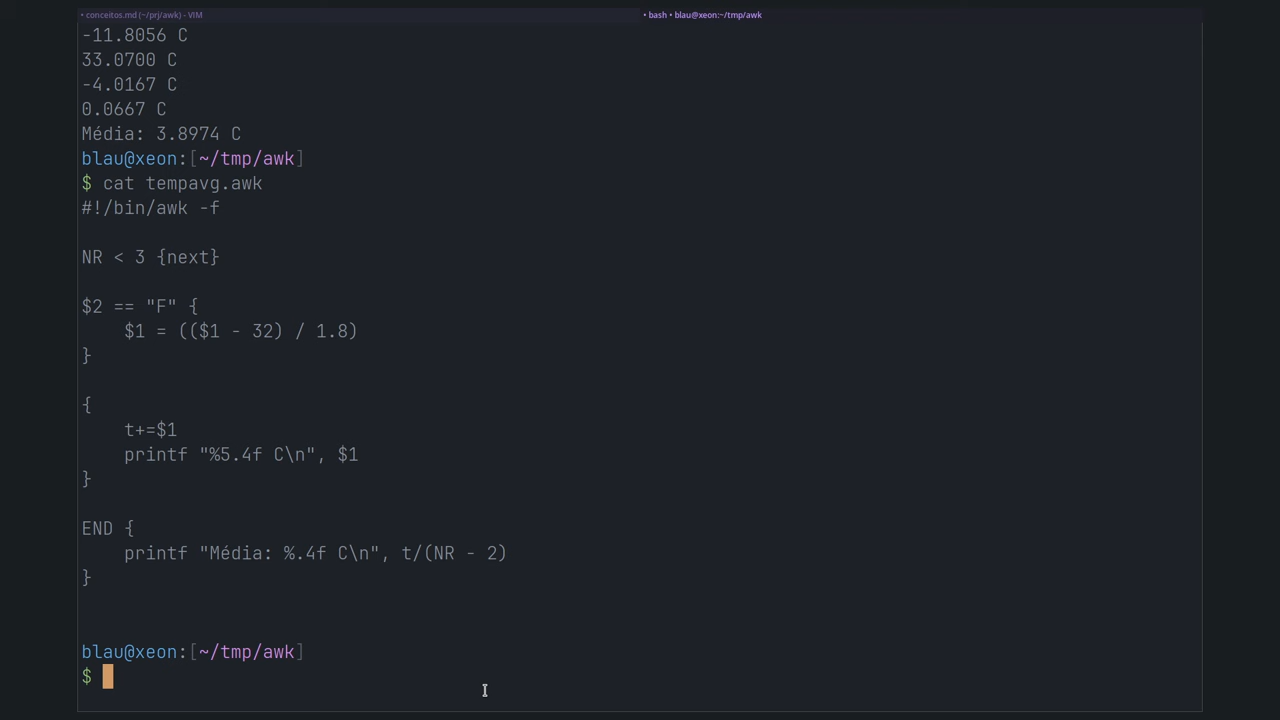 • conceitos.md (~/prj/awk) - VIM
• bash • blau@xeon:~/tmp/awk
-11.8056 C
33.0700 C
-4.0167 C
0.0667 C
Média: 3.8974 C
blau@xeon:[~/tmp/awk]
$ cat tempavg.awk
#!/bin/awk -f
NR < 3 {next}
$2 == "F" {
    $1 = (($1 - 32) / 1.8)
}
{
    t+=$1
    printf "%5.4f C\n", $1
}
END {
    printf "Média: %.4f C\n", t/(NR - 2)
}
blau@xeon:[~/tmp/awk]
$